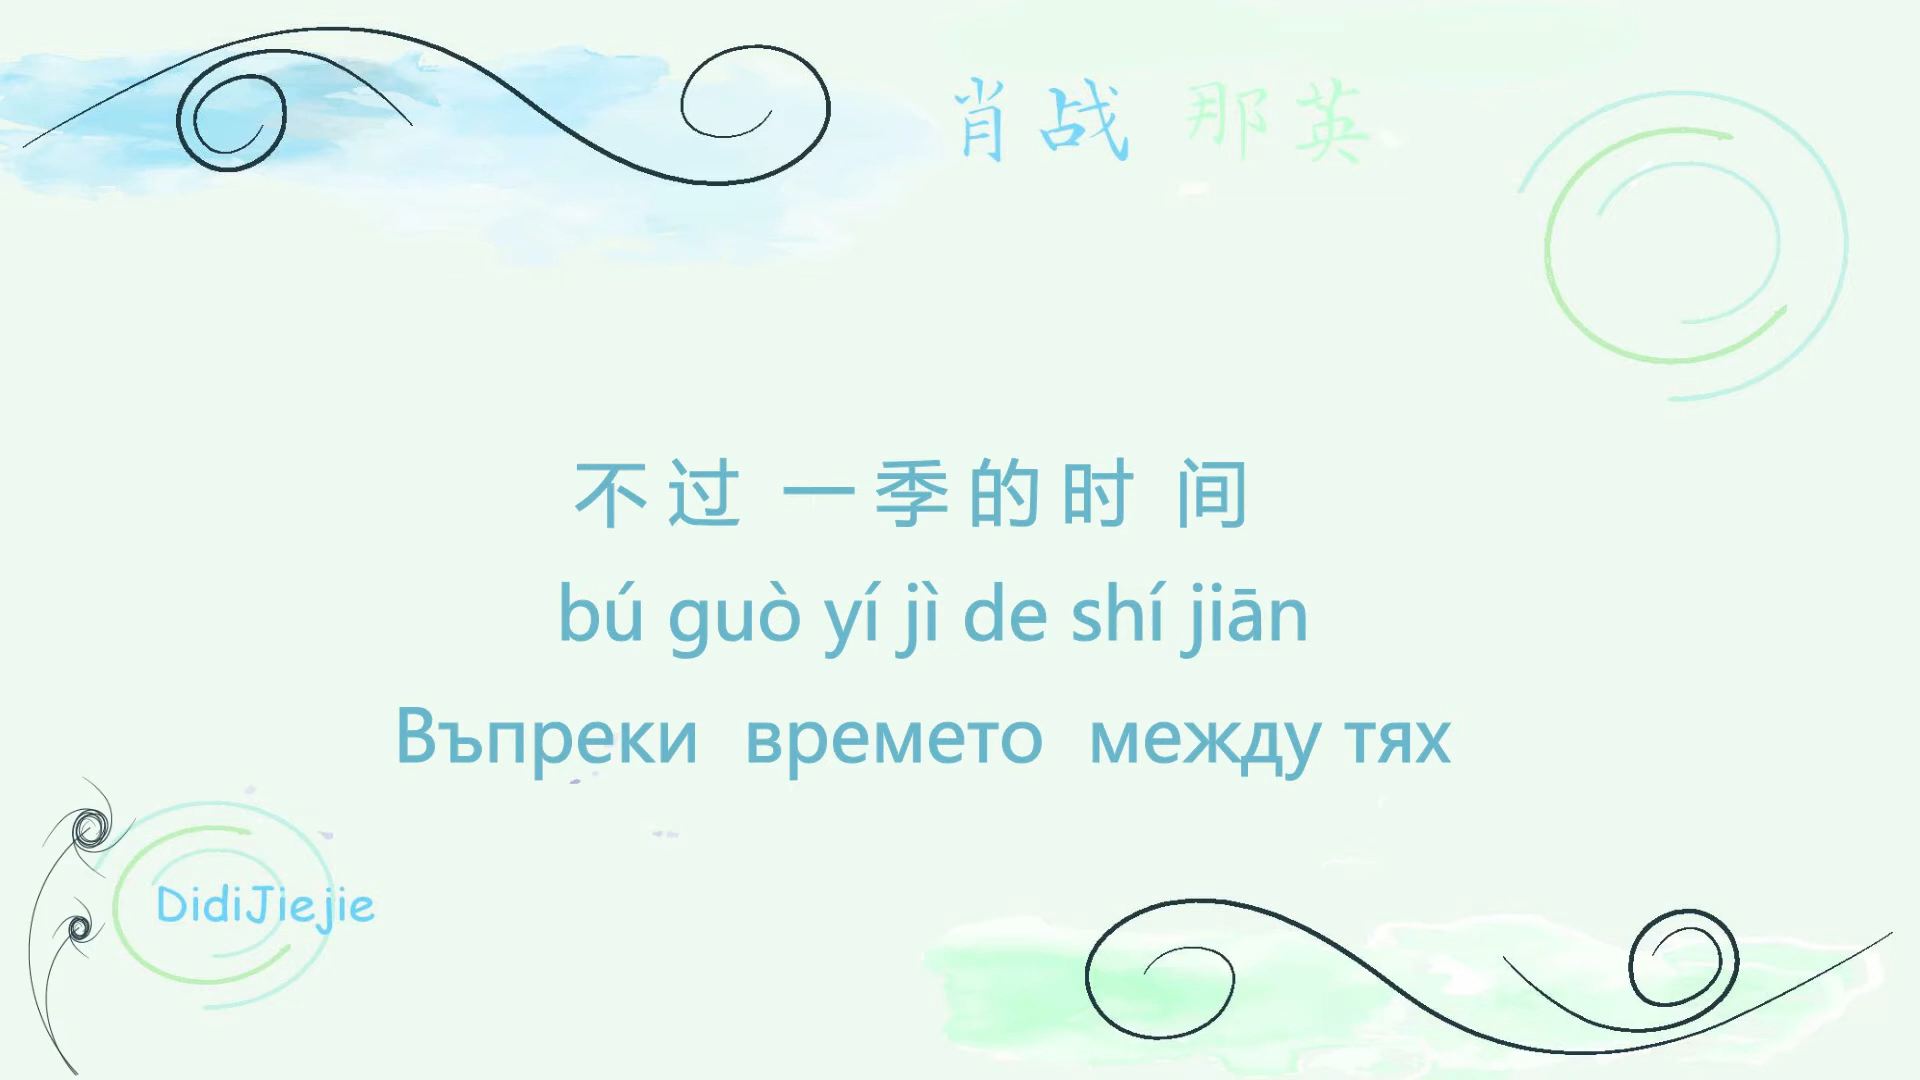 肖战 那英
不过 一季的时 间
bú guò yí jì de shí jiān
Въпреки времето между тях
DidiJiejie